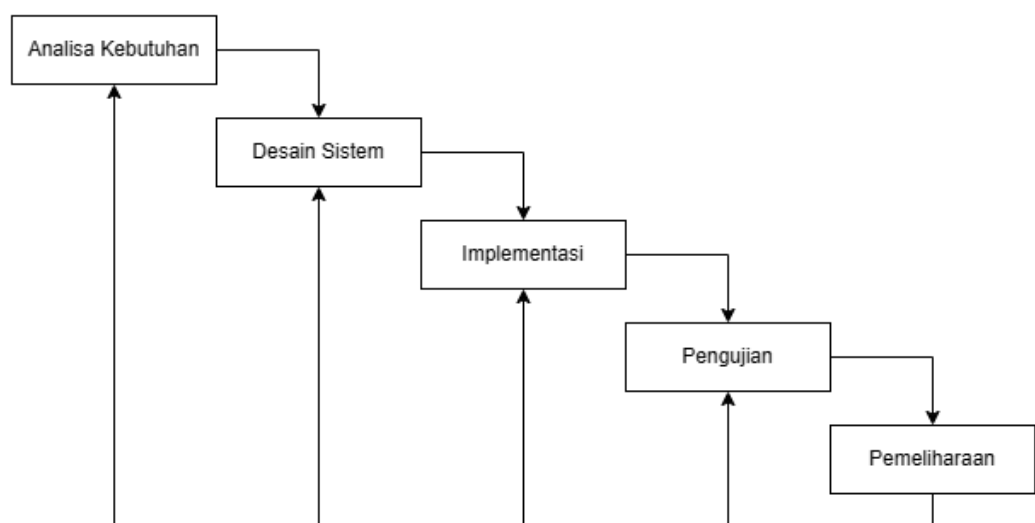 Analisa Kebutuhan
Desain Sistem
Implementasi
Pengujian
Pemeliharaan